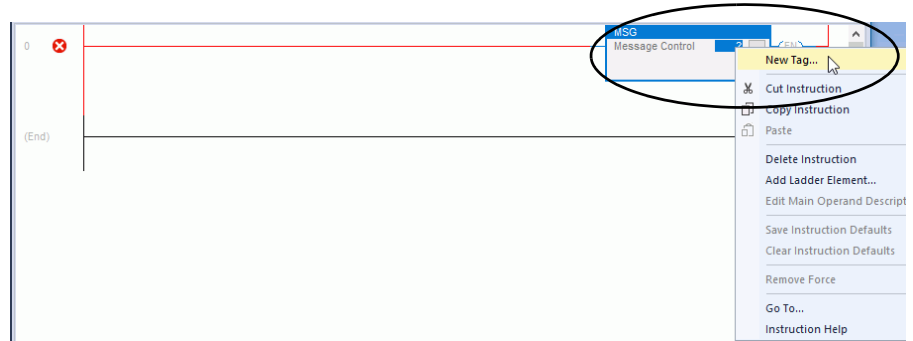 MSG
0
Message Control ? (EN)
New Tag...
Cut Instruction
Copy Instruction
(End)
Paste
Delete Instruction
Add Ladder Element...
Edit Main Operand Descript
Save Instruction Defaults
Clear Instruction Defaults
Remove Force
Go To...
Instruction Help